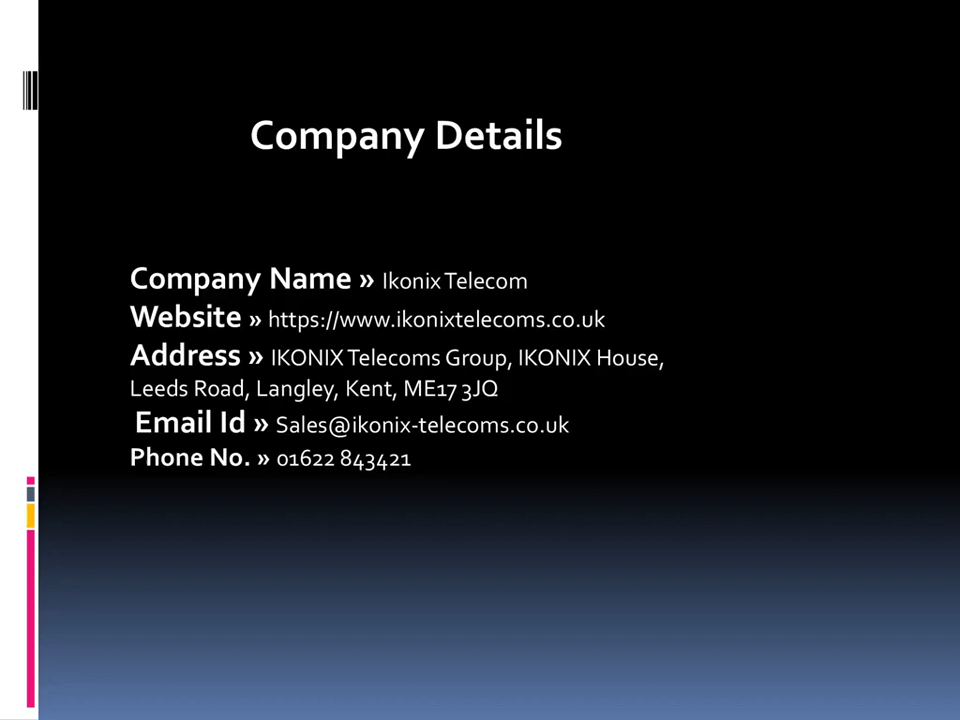 Company Details
Company Name » Ikonix Telecom
Website » https://www.ikonixtelecoms.co.uk
Address » IKONIX Telecoms Group, IKONIX House,
Leeds Road, Langley, Kent, ME17 3JQ
Email Id » Sales@ikonix-telecoms.co.uk
Phone No. » 01622 843421